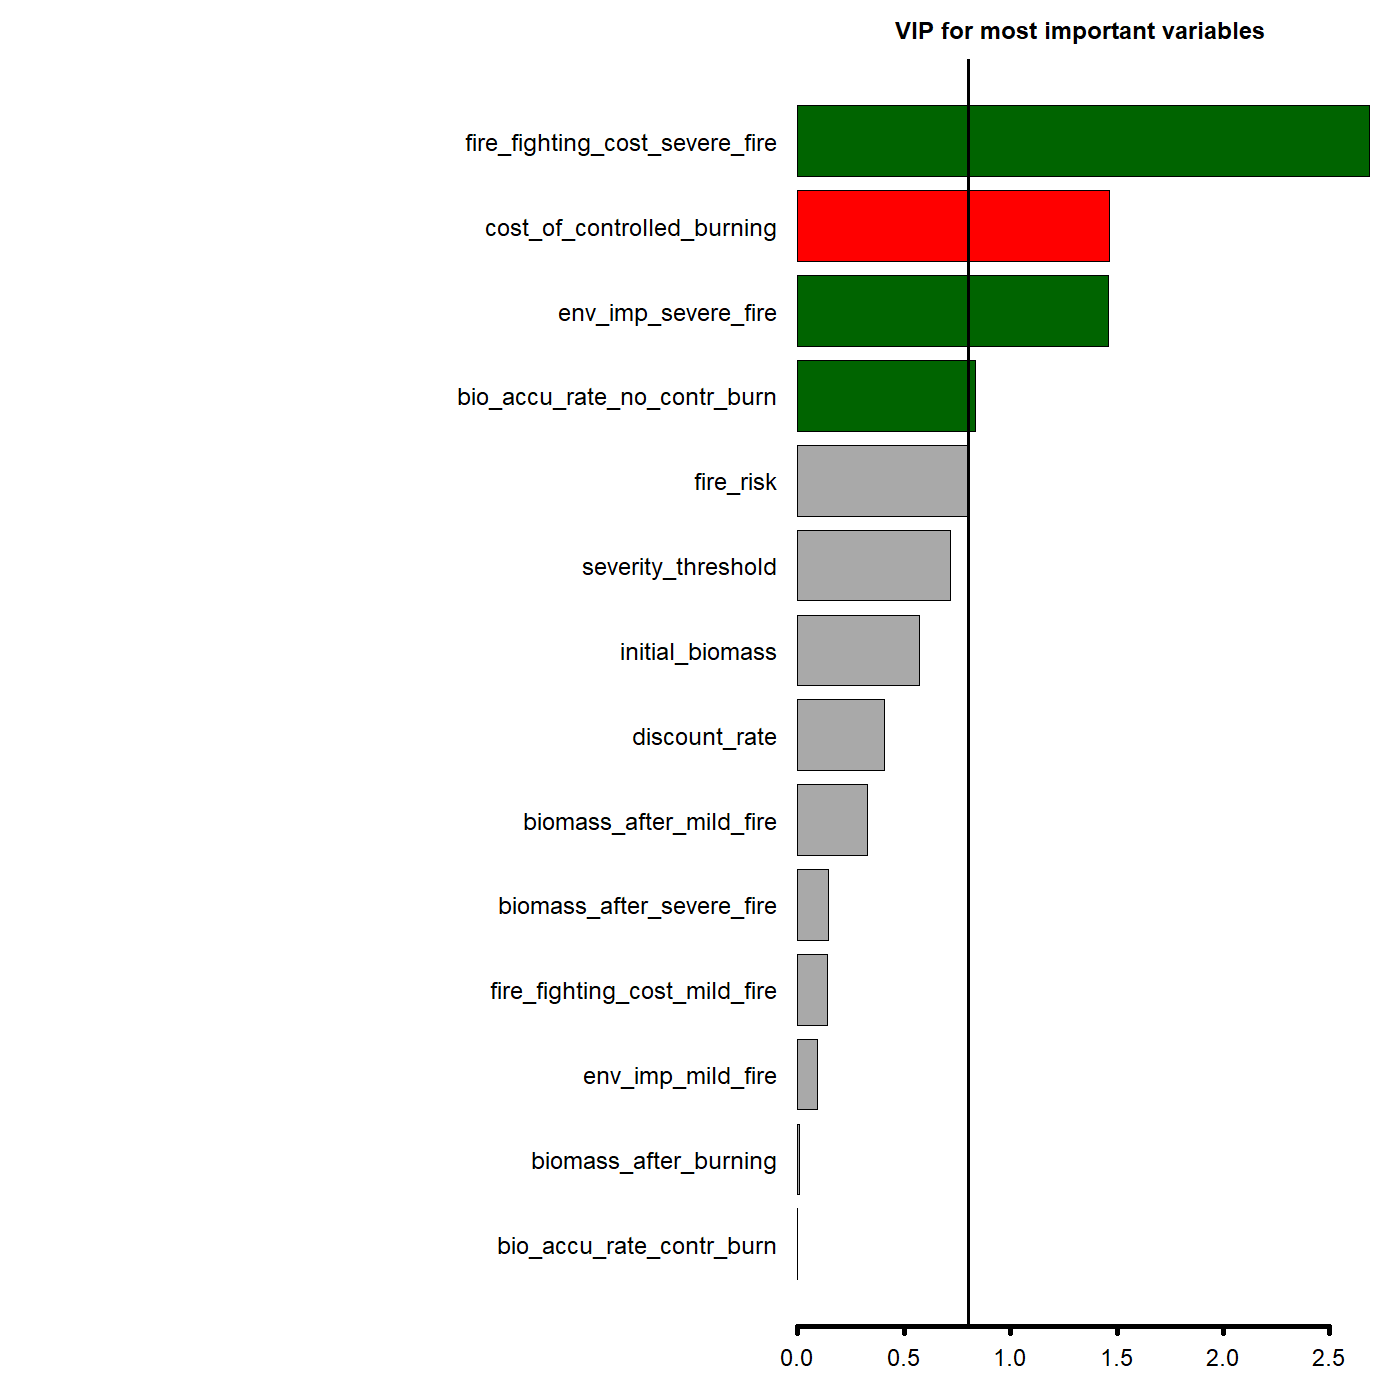 VIP for most important variables
fire_fighting_cost_severe_fire
cost_of_controlled_burning
env_imp_severe_fire
bio_accu_rate_no_contr_burn
fire_risk
severity_threshold
initial_biomass
discount_rate
biomass_after_mild_fire
biomass_after_severe_fire
fire_fighting_cost_mild_fire
env_imp_mild_fire
biomass_after_burning
bio_accu_rate_contr_burn
0.0 0.5 1.0 1.5 2.0 2.5